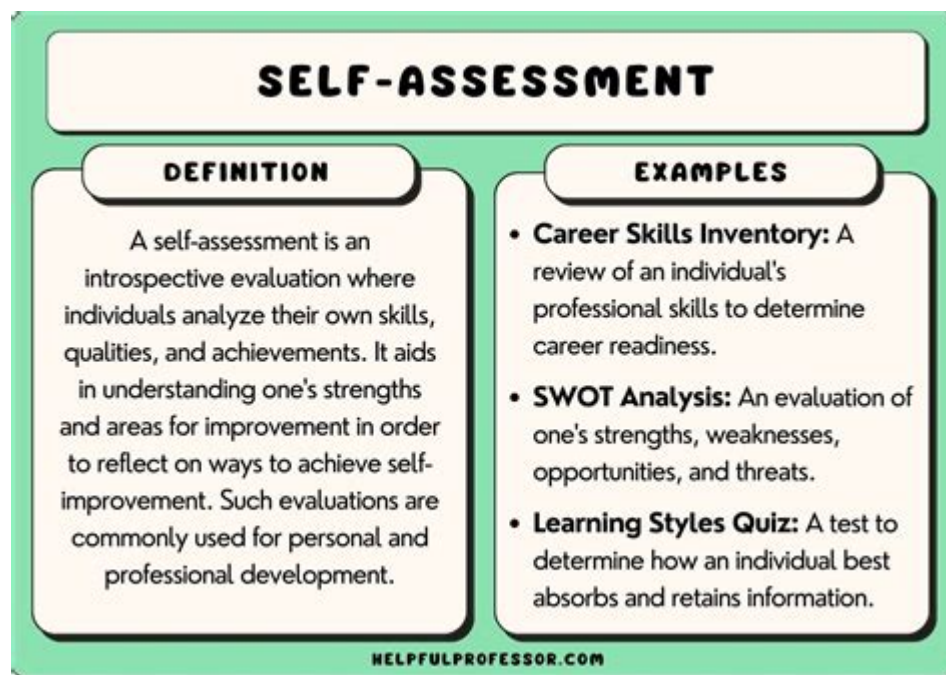 SELF-ASSESSMENT
DEFINITION
A self-assessment is an
introspective evaluation where
individuals analyze their own skills,
qualities, and achievements. It aids
in understanding one's strengths
and areas for improvement in order
to reflect on ways to achieve self-
improvement. Such evaluations are
commonly used for personal and
professional development.
EXAMPLES
• Career Skills Inventory: A
review of an individual's
professional skills to determine
career readiness.
• SWOT Analysis: An evaluation of
one's strengths, weaknesses,
opportunities, and threats.
• Learning Styles Quiz: A test to
determine how an individual best
absorbs and retains information.
HELPFULPROFESSOR.COM